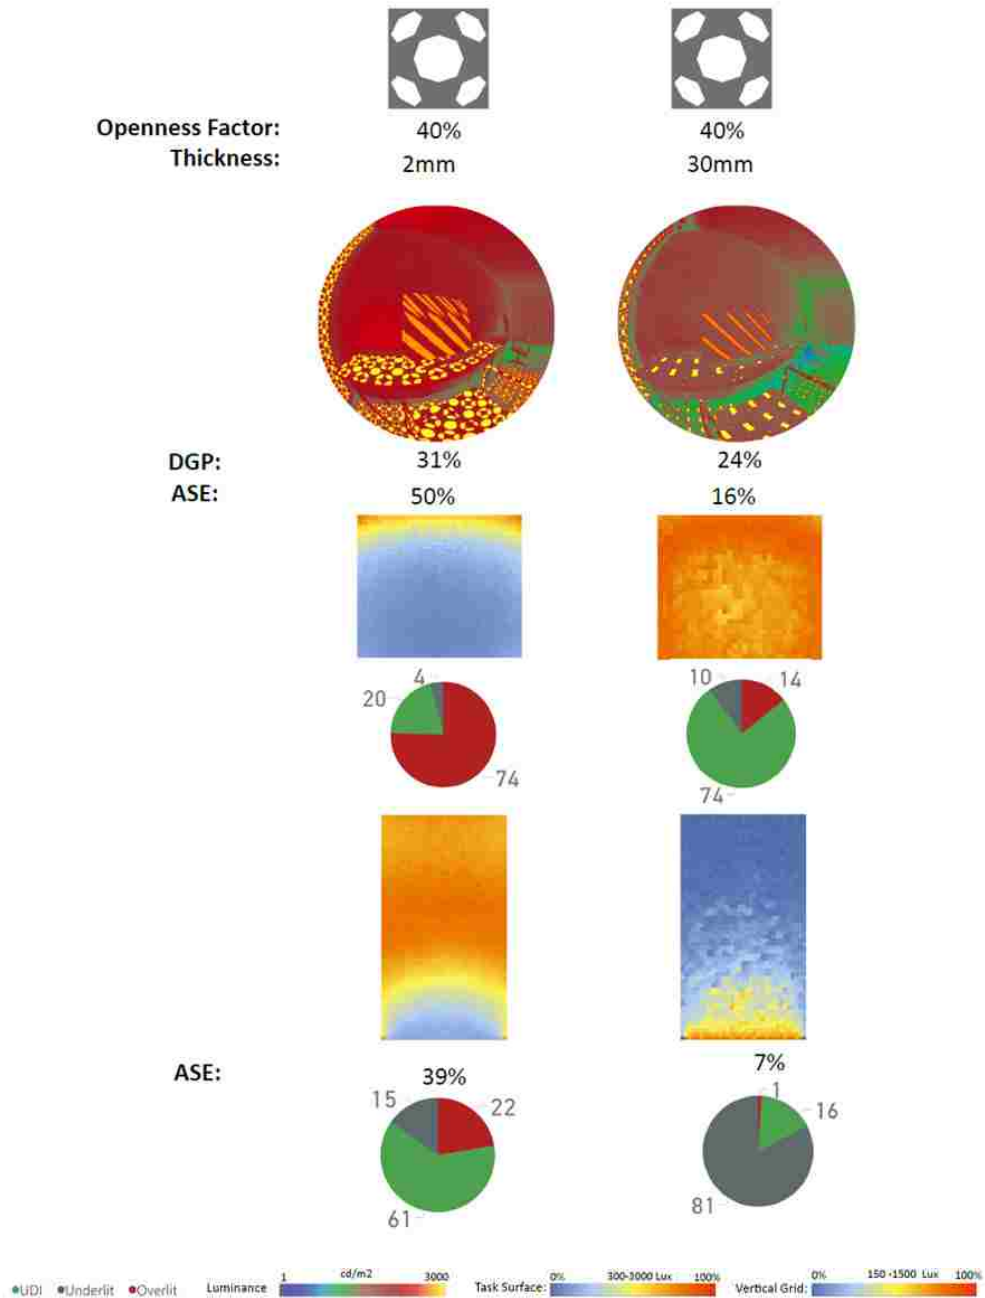 Openness Factor: 40% 40%
Thickness: 2mm 30mm
DGP: 31% 24%
ASE: 50% 16%
4 10 14
20
74
74
ASE: 39% 7%
15 22 1 16
81
61
UDI Underlit Overlit Luminance 1 cd/m2 3000 Task Surface: 0% 300-3000 Lux 100% Vertical Grid: 0% 150 -1500 Lux 100%